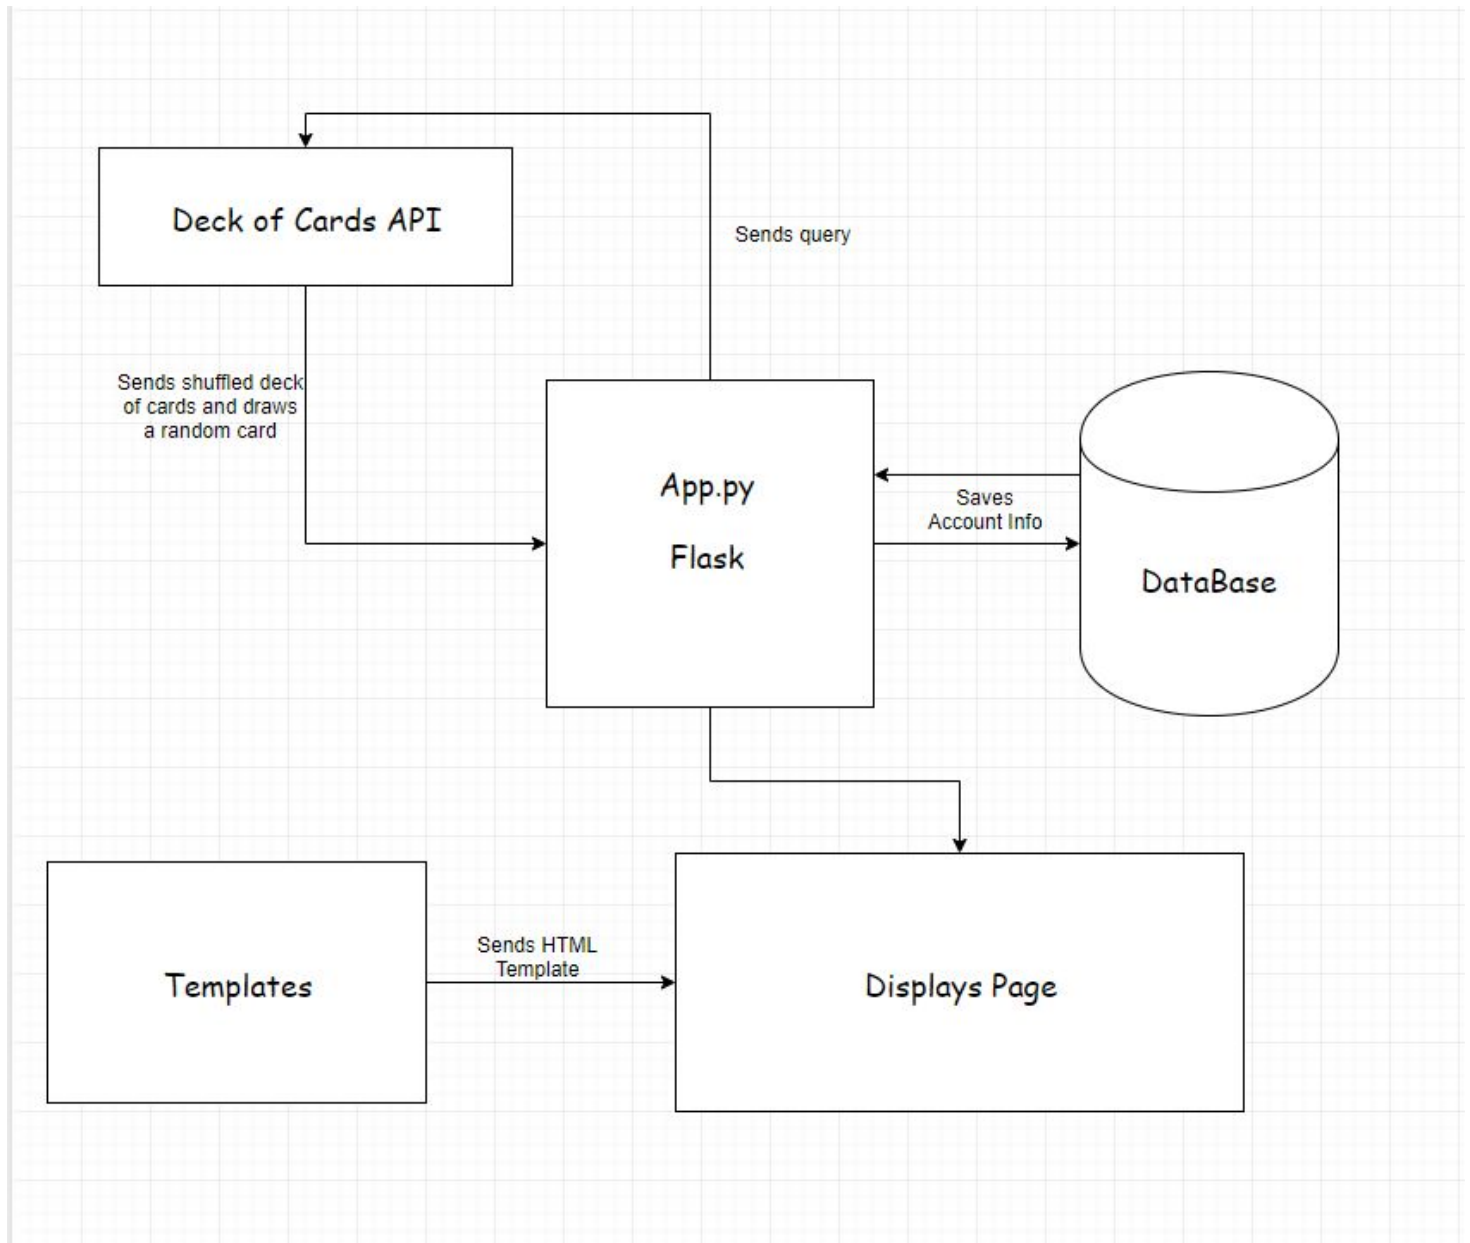 Deck of Cards API
Sends query
Sends shuffled deck
of cards and draws
a random card
App.py
Flask
Saves
Account Info
DataBase
Templates
Sends HTML
Template
Displays Page